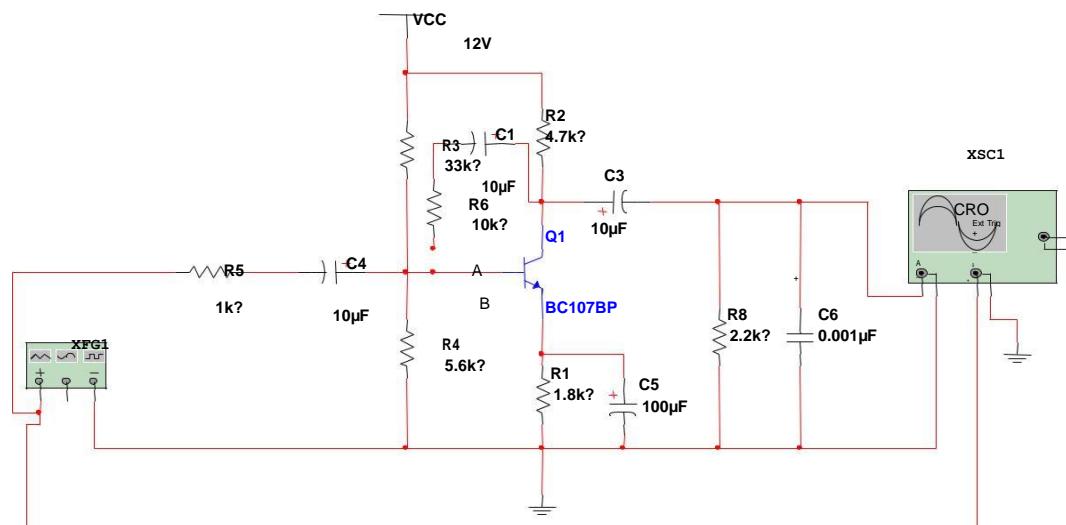 VCC
12V
R2
4.7k?
R3
33k?
C1
10µF
R6
10k?
C3
10µF
XSC1
CRO
Ext Trig
+
−
A
Q1
A
B
BC107BP
C4
10µF
R5
1k?
XFG1
+
−
R4
5.6k?
R1
1.8k?
C5
100µF
R8
2.2k?
C6
0.001µF